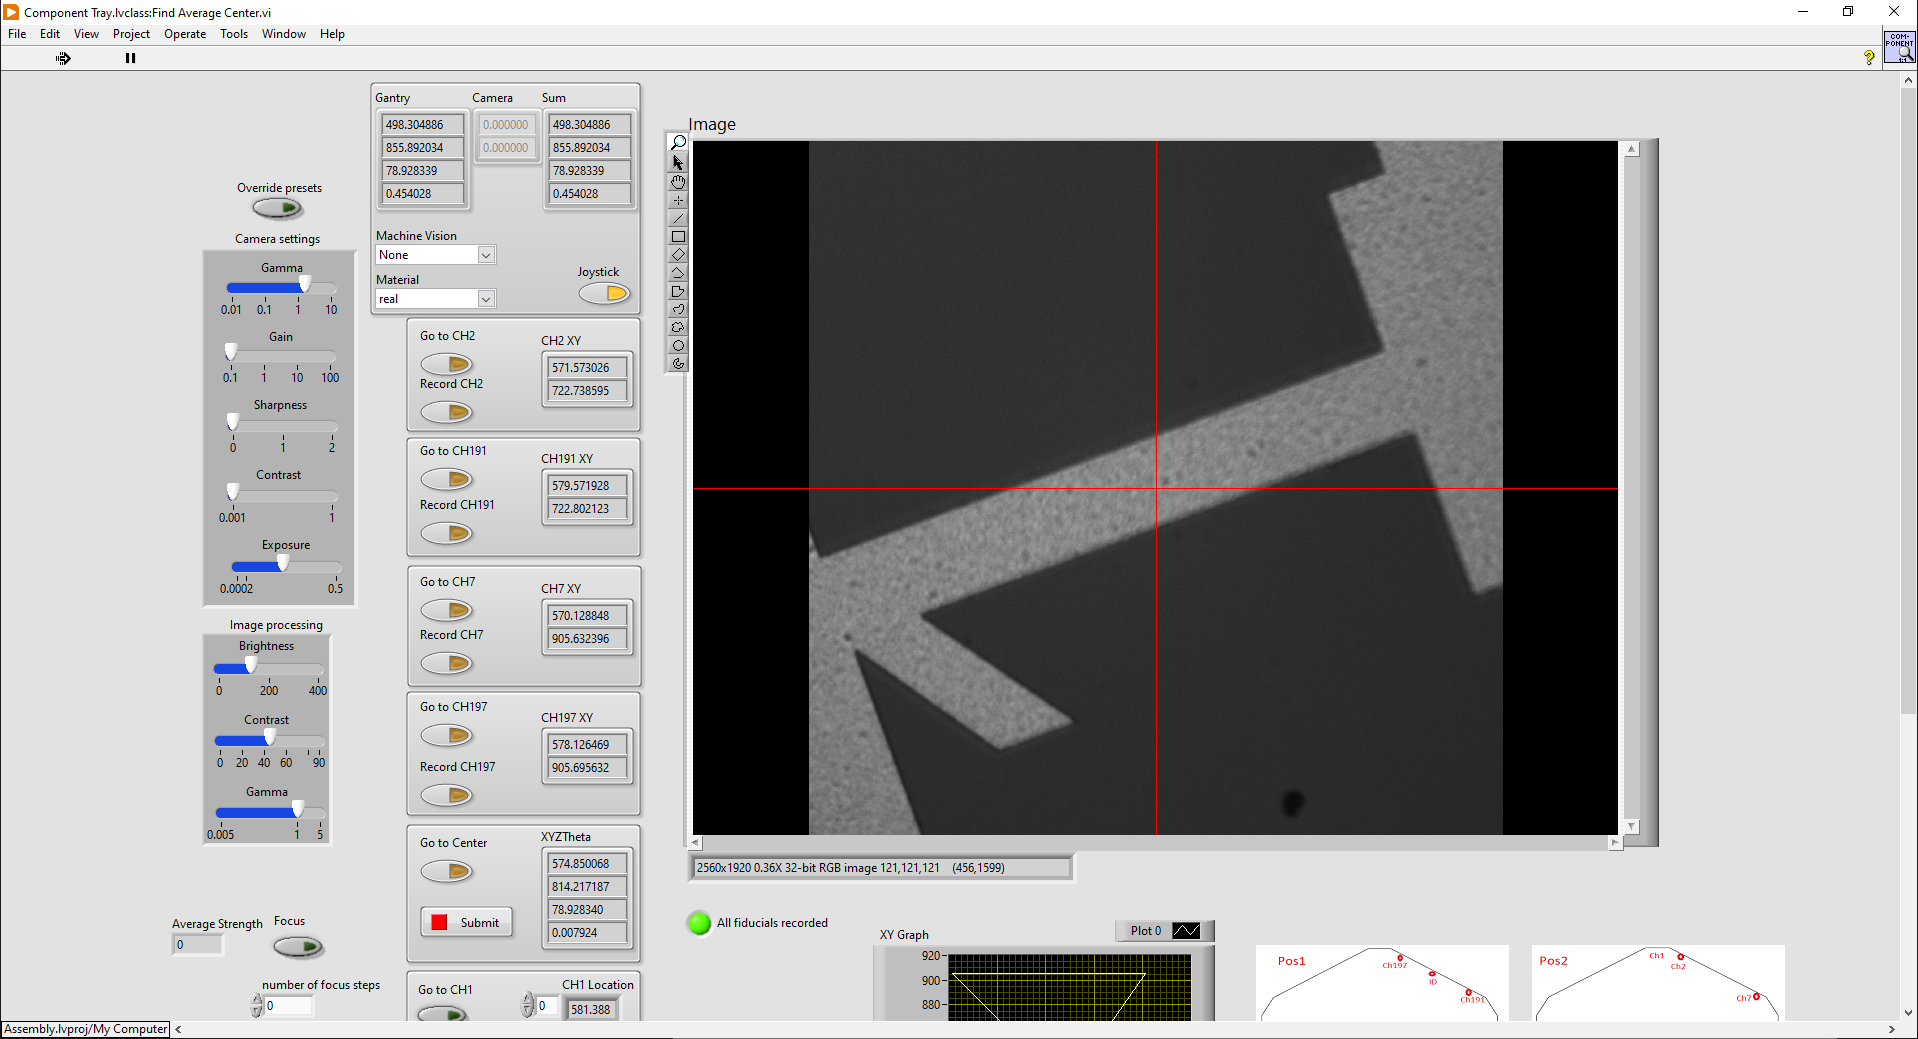 Component Tray.lvclass:Find Average Center.vi
File Edit View Project Operate Tools Window Help
COM-
PONENT
Gantry Camera Sum
498.304886 0.000000 498.304886
855.892034 0.000000 855.892034
78.928339 78.928339
0.454028 0.454028
Machine Vision
None
Material
real
Joystick
Override presets
Camera settings
Gamma
0.01 0.1 1 10
Gain
0.1 1 10 100
Sharpness
0 1 2
Contrast
0.001 1
Exposure
0.0002 0.5
Image processing
Brightness
0 200 400
Contrast
0 20 40 60 90
Gamma
0.005 1 5
Average Strength
0
Focus
number of focus steps
0
Go to CH2
Record CH2
CH2 XY
571.573026
722.738595
Go to CH191
Record CH191
CH191 XY
579.571928
722.802123
Go to CH7
Record CH7
CH7 XY
570.128848
905.632396
Go to CH197
Record CH197
CH197 XY
578.126469
905.695632
Go to Center
Submit
XYZTheta
574.850068
814.217187
78.928340
0.007924
Go to CH1
0
CH1 Location
581.388
Image
2560x1920 0.36X 32-bit RGB image 121,121,121 (456,1599)
All fiducials recorded
XY Graph
Plot 0
920
900
880
Pos1
Ch197
ID
Ch191
Pos2
Ch1
Ch2
Ch7
Assembly.lvproj/My Computer